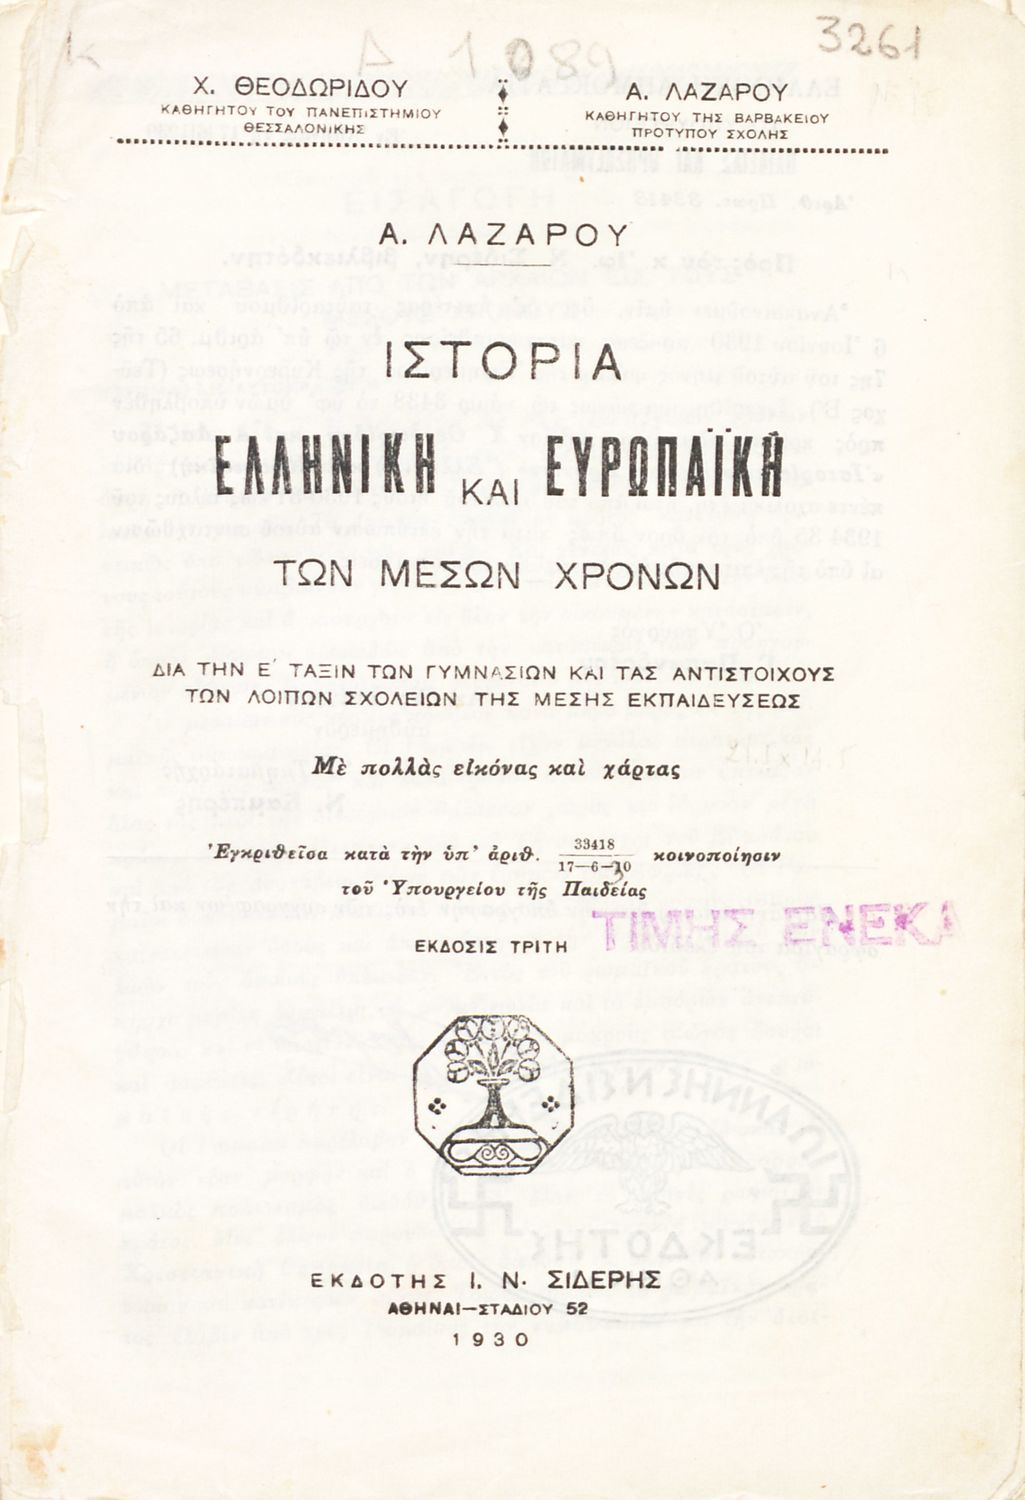 3261
Δ 1089
Χ. ΘΕΟΔΩΡΙΔΟΥ
ΚΑΘΗΓΗΤΟΥ ΤΟΥ ΠΑΝΕΠΙΣΤΗΜΙΟΥ
ΘΕΣΣΑΛΟΝΙΚΗΣ
Α. ΛΑΖΑΡΟΥ
ΚΑΘΗΓΗΤΟΥ ΤΗΣ ΒΑΡΒΑΚΕΙΟΥ
ΠΡΟΤΥΠΟΥ ΣΧΟΛΗΣ
Α. ΛΑΖΑΡΟΥ
ΙΣΤΟΡΙΑ
ΕΛΛΗΝΙΚΗ ΚΑΙ ΕΥΡΩΠΑΪΚΗ
ΤΩΝ ΜΕΣΩΝ ΧΡΟΝΩΝ
ΔΙΑ ΤΗΝ Ε΄ ΤΑΞΙΝ ΤΩΝ ΓΥΜΝΑΣΙΩΝ ΚΑΙ ΤΑΣ ΑΝΤΙΣΤΟΙΧΟΥΣ
ΤΩΝ ΛΟΙΠΩΝ ΣΧΟΛΕΙΩΝ ΤΗΣ ΜΕΣΗΣ ΕΚΠΑΙΔΕΥΣΕΩΣ
Μὲ πολλὰς εἰκόνας καὶ χάρτας
Ἐγκριθεῖσα κατὰ τὴν ὑπ' ἀριθ. 33418 / 17-6-30 κοινοποίησιν
τοῦ Ὑπουργείου τῆς Παιδείας
ΤΙΜΗΣ ΕΝΕΚΑ
ΕΚΔΟΣΙΣ ΤΡΙΤΗ
ΕΚΔΟΤΗΣ Ι. Ν. ΣΙΔΕΡΗΣ
ΑΘΗΝΑΙ—ΣΤΑΔΙΟΥ 52
1930